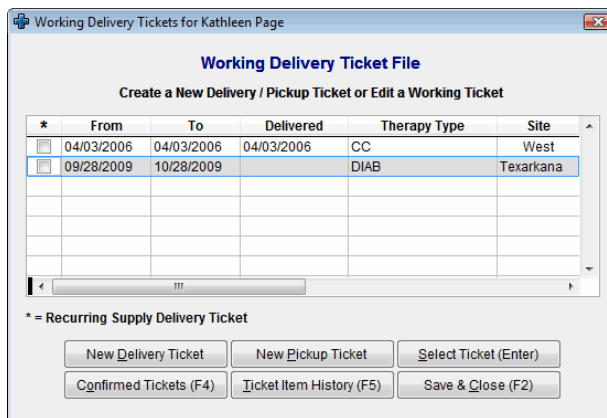 Working Delivery Tickets for Kathleen Page
Working Delivery Ticket File
Create a New Delivery / Pickup Ticket or Edit a Working Ticket
* From To Delivered Therapy Type Site
04/03/2006 04/03/2006 04/03/2006 CC West
09/28/2009 10/28/2009 DIAB Texarkana
* = Recurring Supply Delivery Ticket
New Delivery Ticket New Pickup Ticket Select Ticket (Enter)
Confirmed Tickets (F4) Ticket Item History (F5) Save & Close (F2)